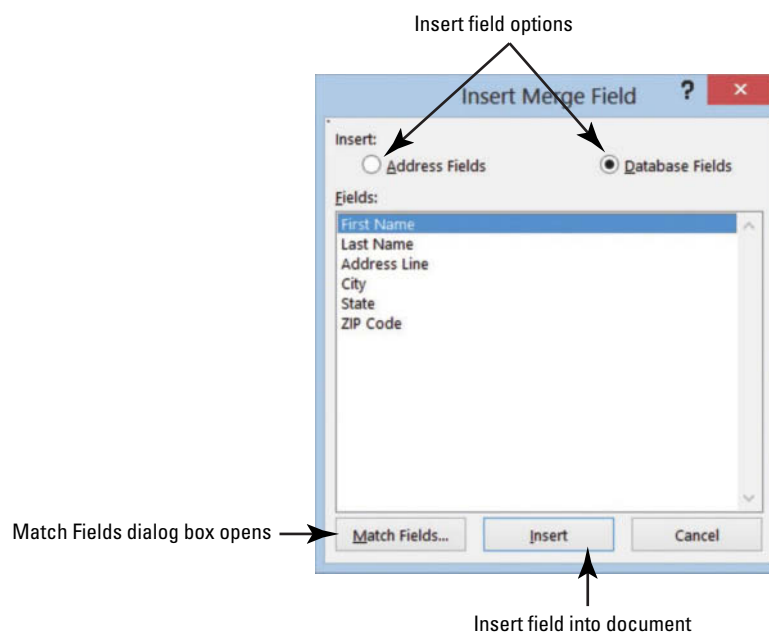 Insert field options
Insert Merge Field ?
Insert:
Address Fields Database Fields
Fields:
First Name
Last Name
Address Line
City
State
ZIP Code
Match Fields dialog box opens
Match Fields... Insert Cancel
Insert field into document